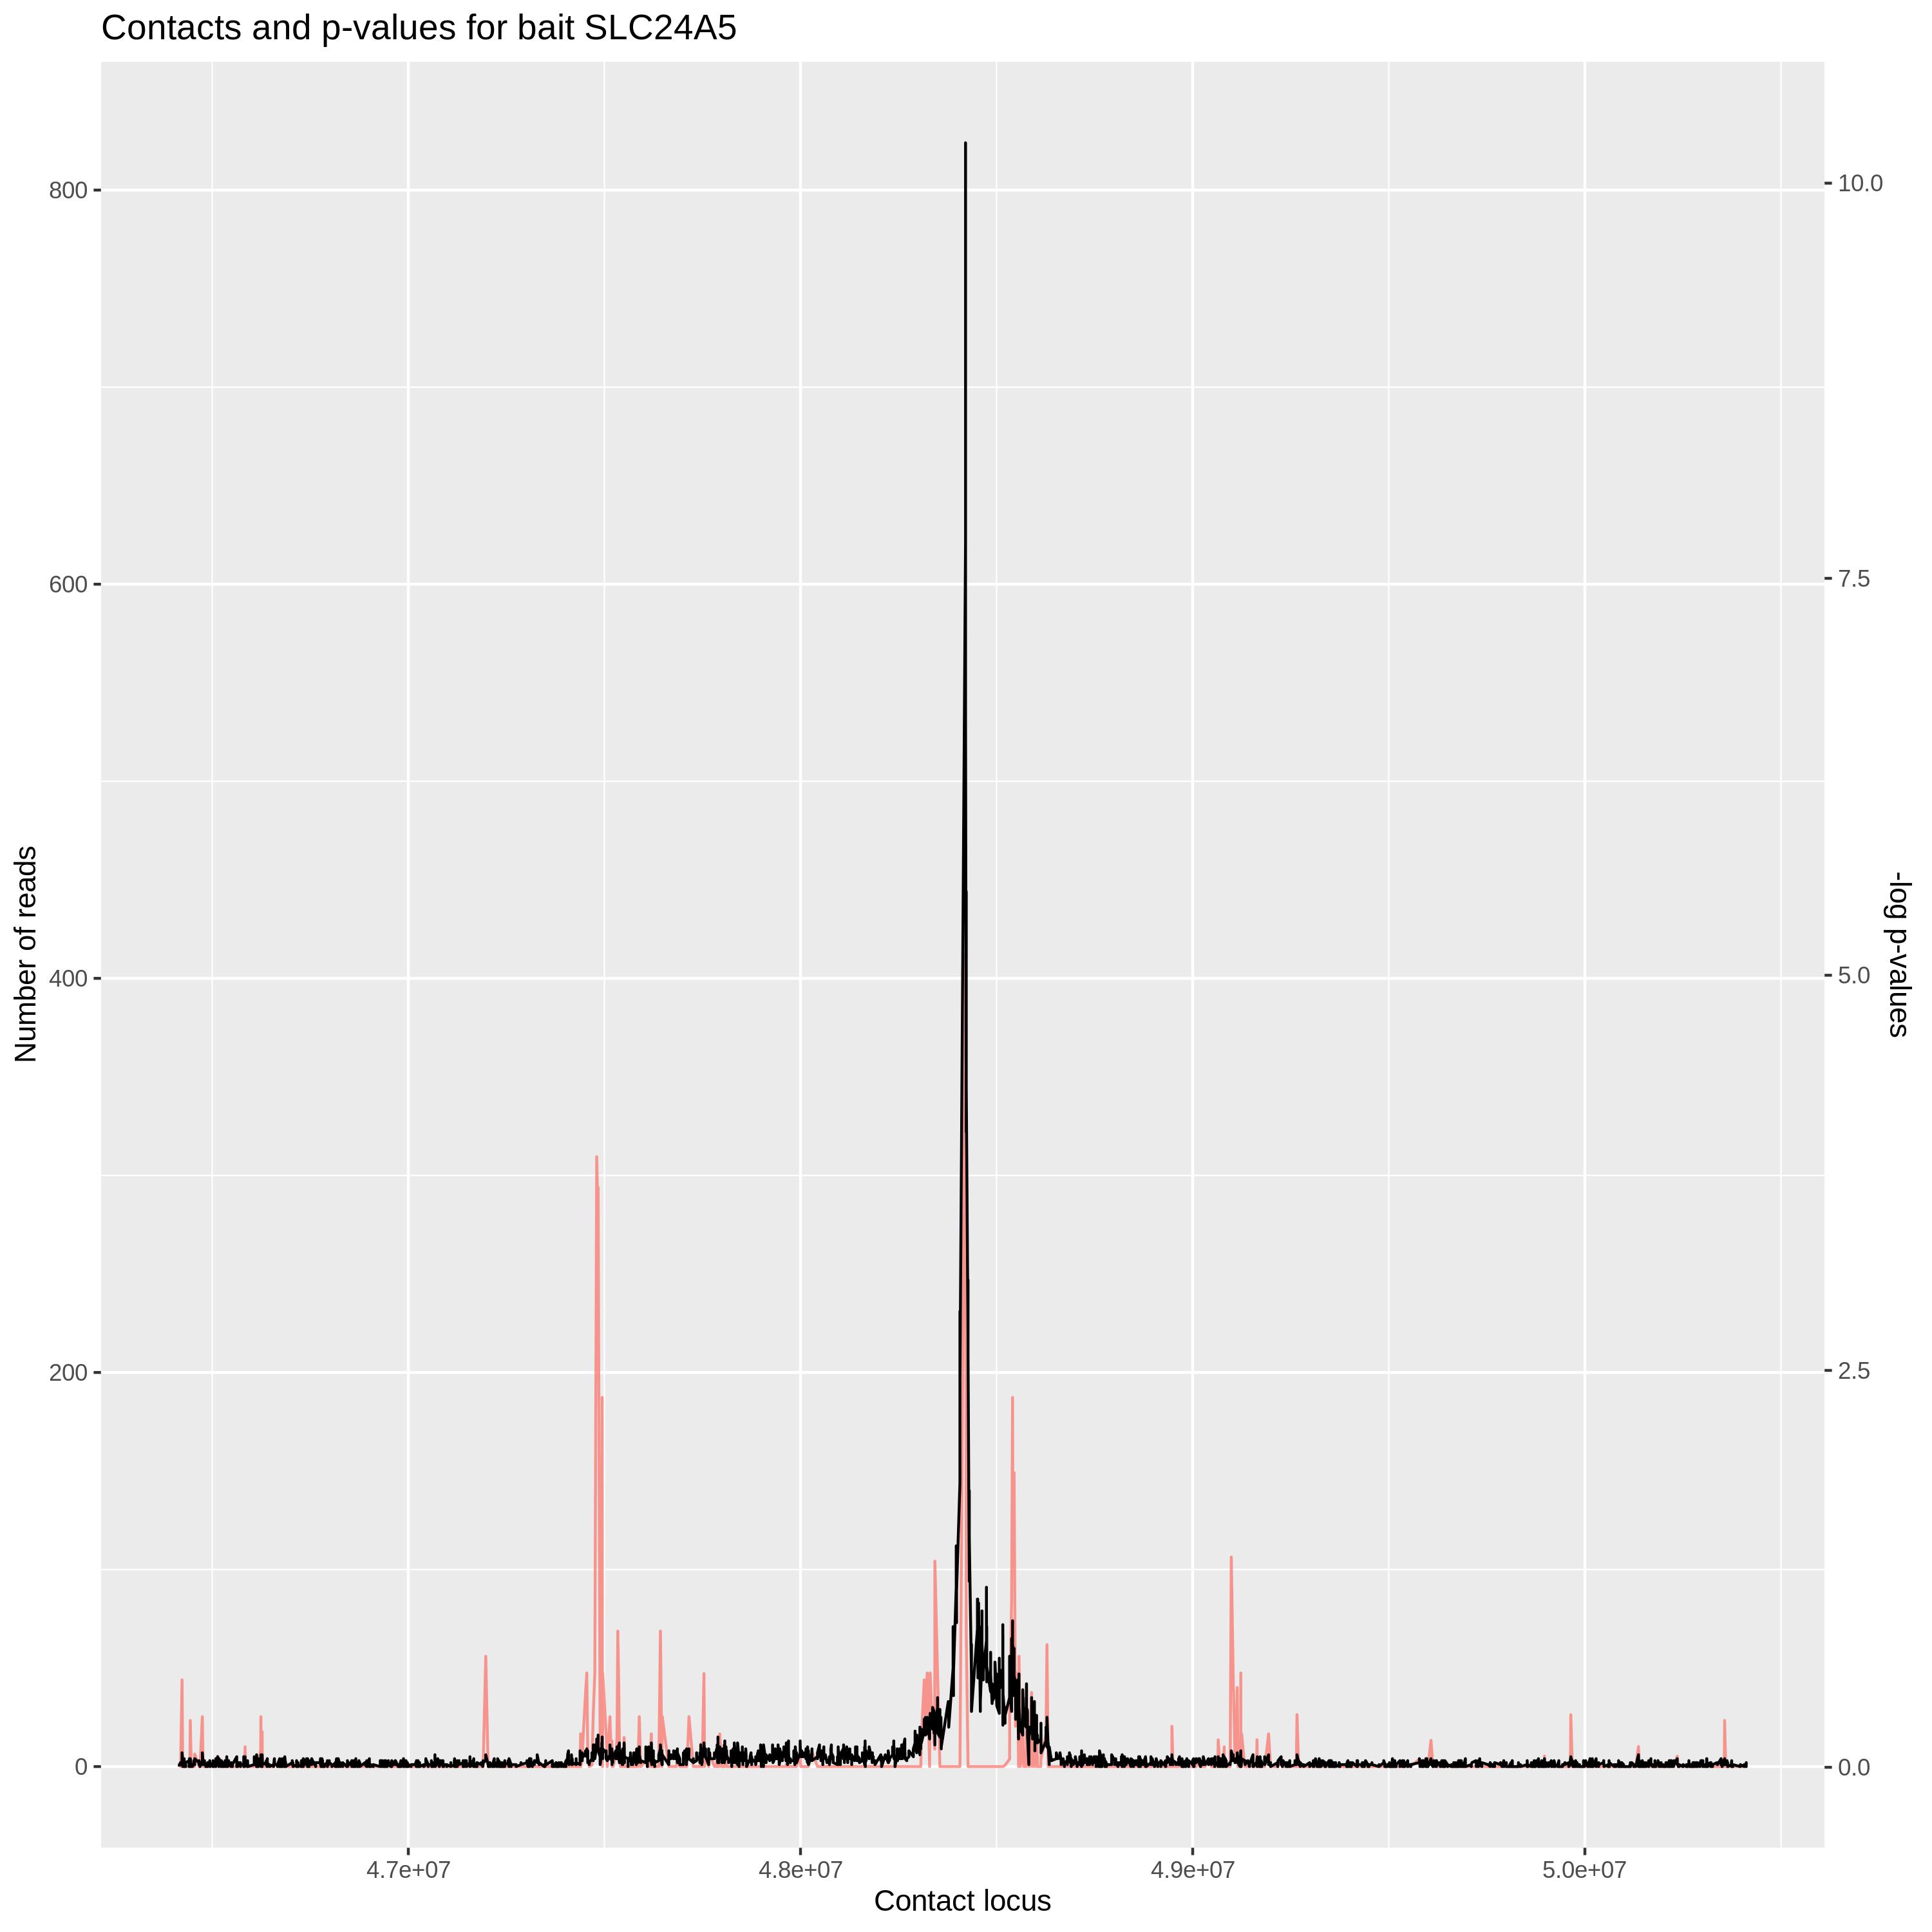 Contacts and p-values for bait SLC24A5
Number of reads
800
600
400
200
0
10.0
7.5
5.0
2.5
0.0
-log p-values
4.7e+07 4.8e+07 4.9e+07 5.0e+07
Contact locus